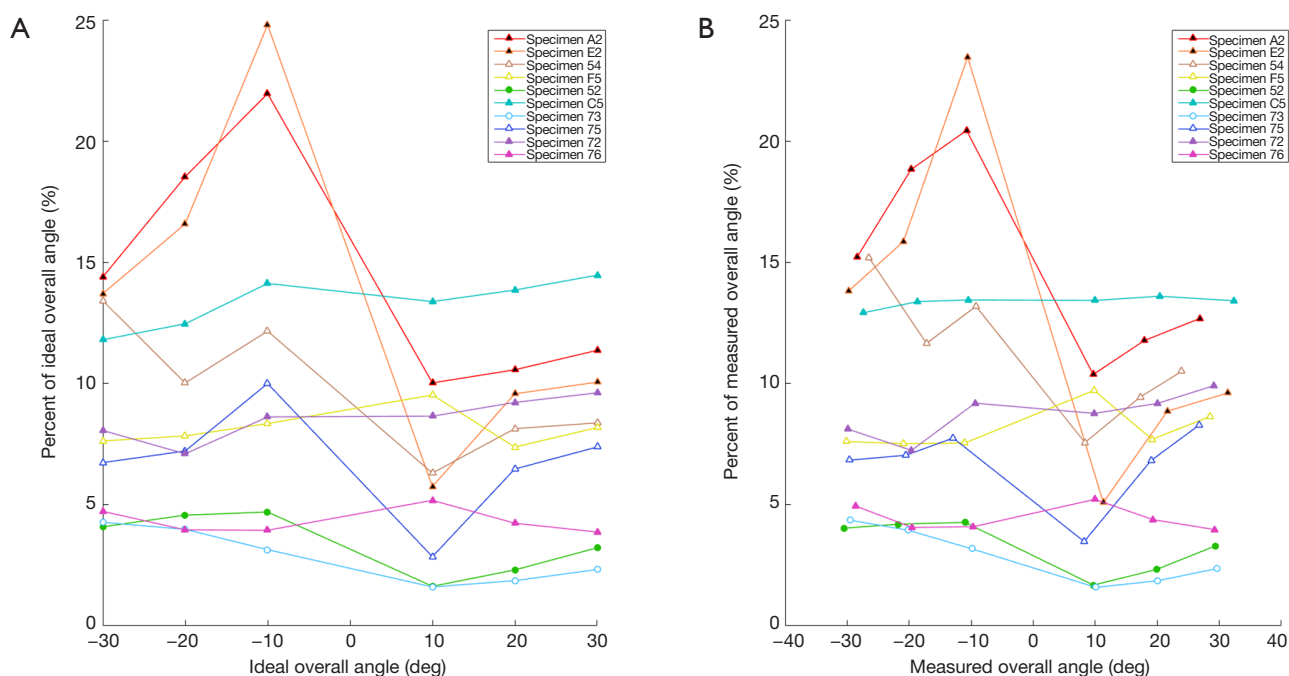 A
Percent of ideal overall angle (%)
25
20
15
10
5
0
−30
−20
−10
0
10
20
30
Ideal overall angle (deg)
Specimen A2
Specimen E2
Specimen 54
Specimen F5
Specimen 52
Specimen C5
Specimen 73
Specimen 75
Specimen 72
Specimen 76
B
Percent of measured overall angle (%)
25
20
15
10
5
0
−40
−30
−20
−10
0
10
20
30
40
Measured overall angle (deg)
Specimen A2
Specimen E2
Specimen 54
Specimen F5
Specimen 52
Specimen C5
Specimen 73
Specimen 75
Specimen 72
Specimen 76